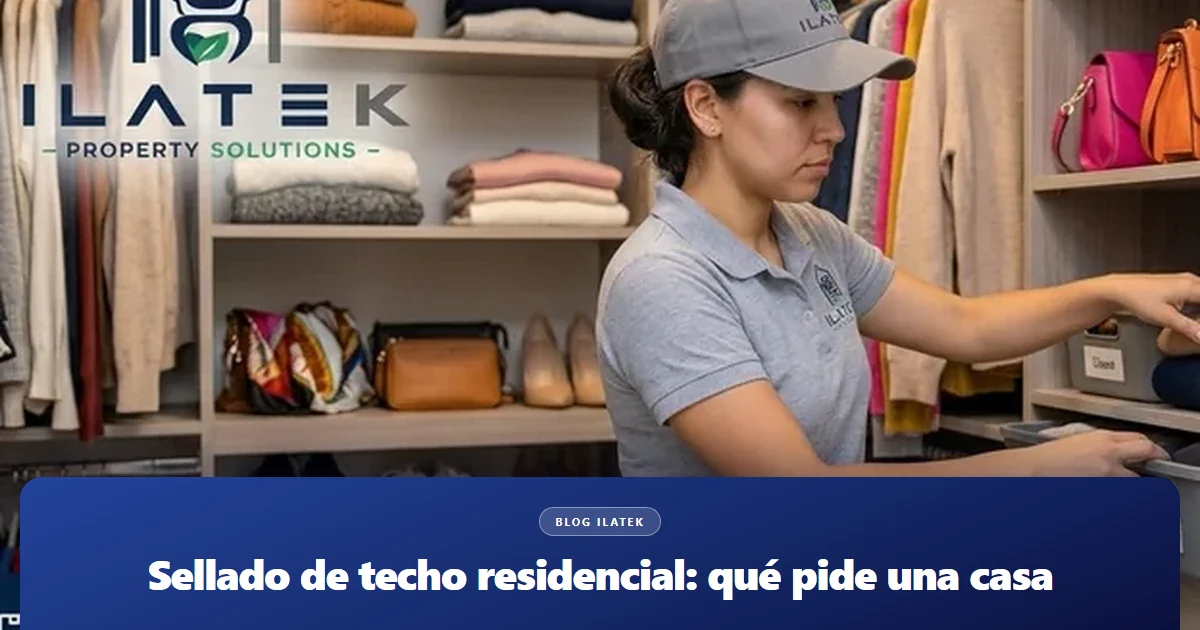 ILATEK
- PROPERTY SOLUTIONS -
BLOG ILATEK
Sellado de techo residencial: qué pide una casa